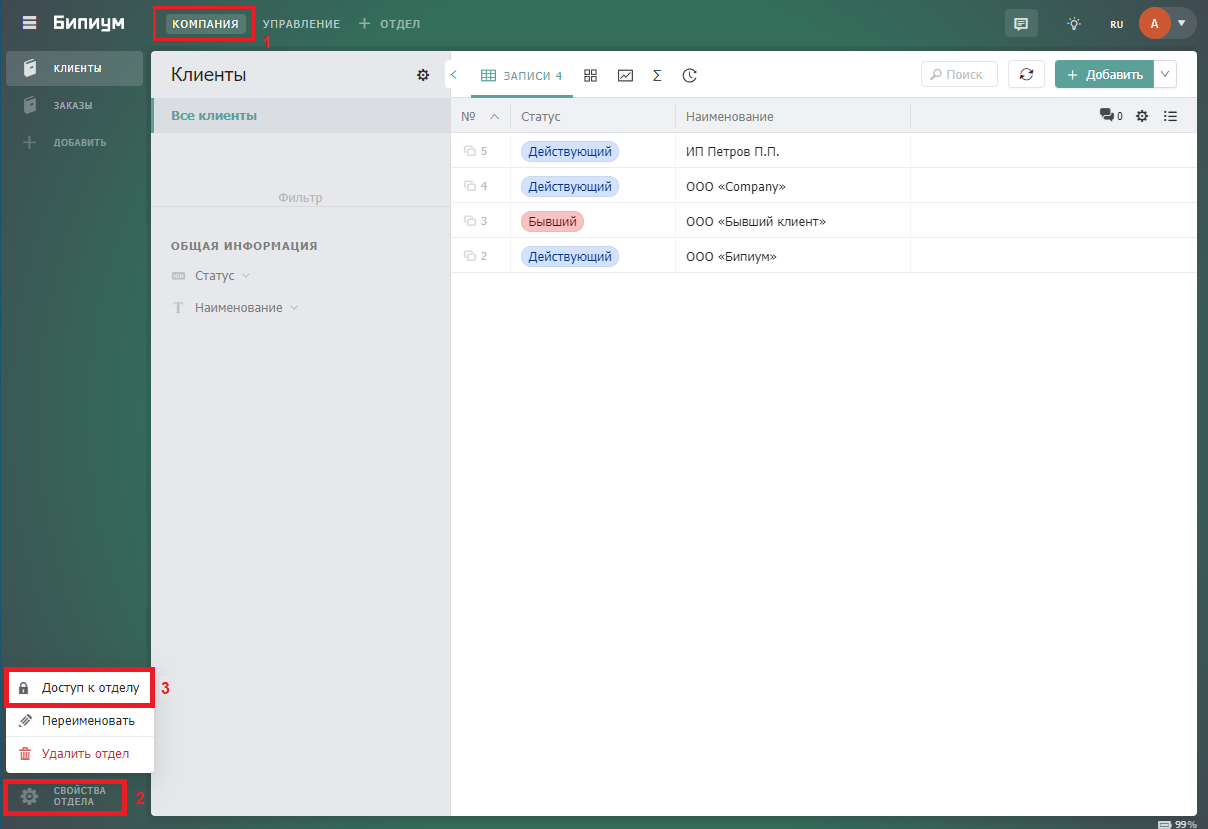 Бипиум
КОМПАНИЯ
УПРАВЛЕНИЕ
+ ОТДЕЛ
RU
А
1
КЛИЕНТЫ
ЗАКАЗЫ
ДОБАВИТЬ
Клиенты
ЗАПИСИ 4
Σ
Поиск
+ Добавить
Все клиенты
Фильтр
ОБЩАЯ ИНФОРМАЦИЯ
Статус
T Наименование
№ Статус Наименование 0
5 Действующий ИП Петров П.П.
4 Действующий ООО «Company»
3 Бывший ООО «Бывший клиент»
2 Действующий ООО «Бипиум»
Доступ к отделу
3
Переименовать
Удалить отдел
СВОЙСТВА
ОТДЕЛА
2
99%